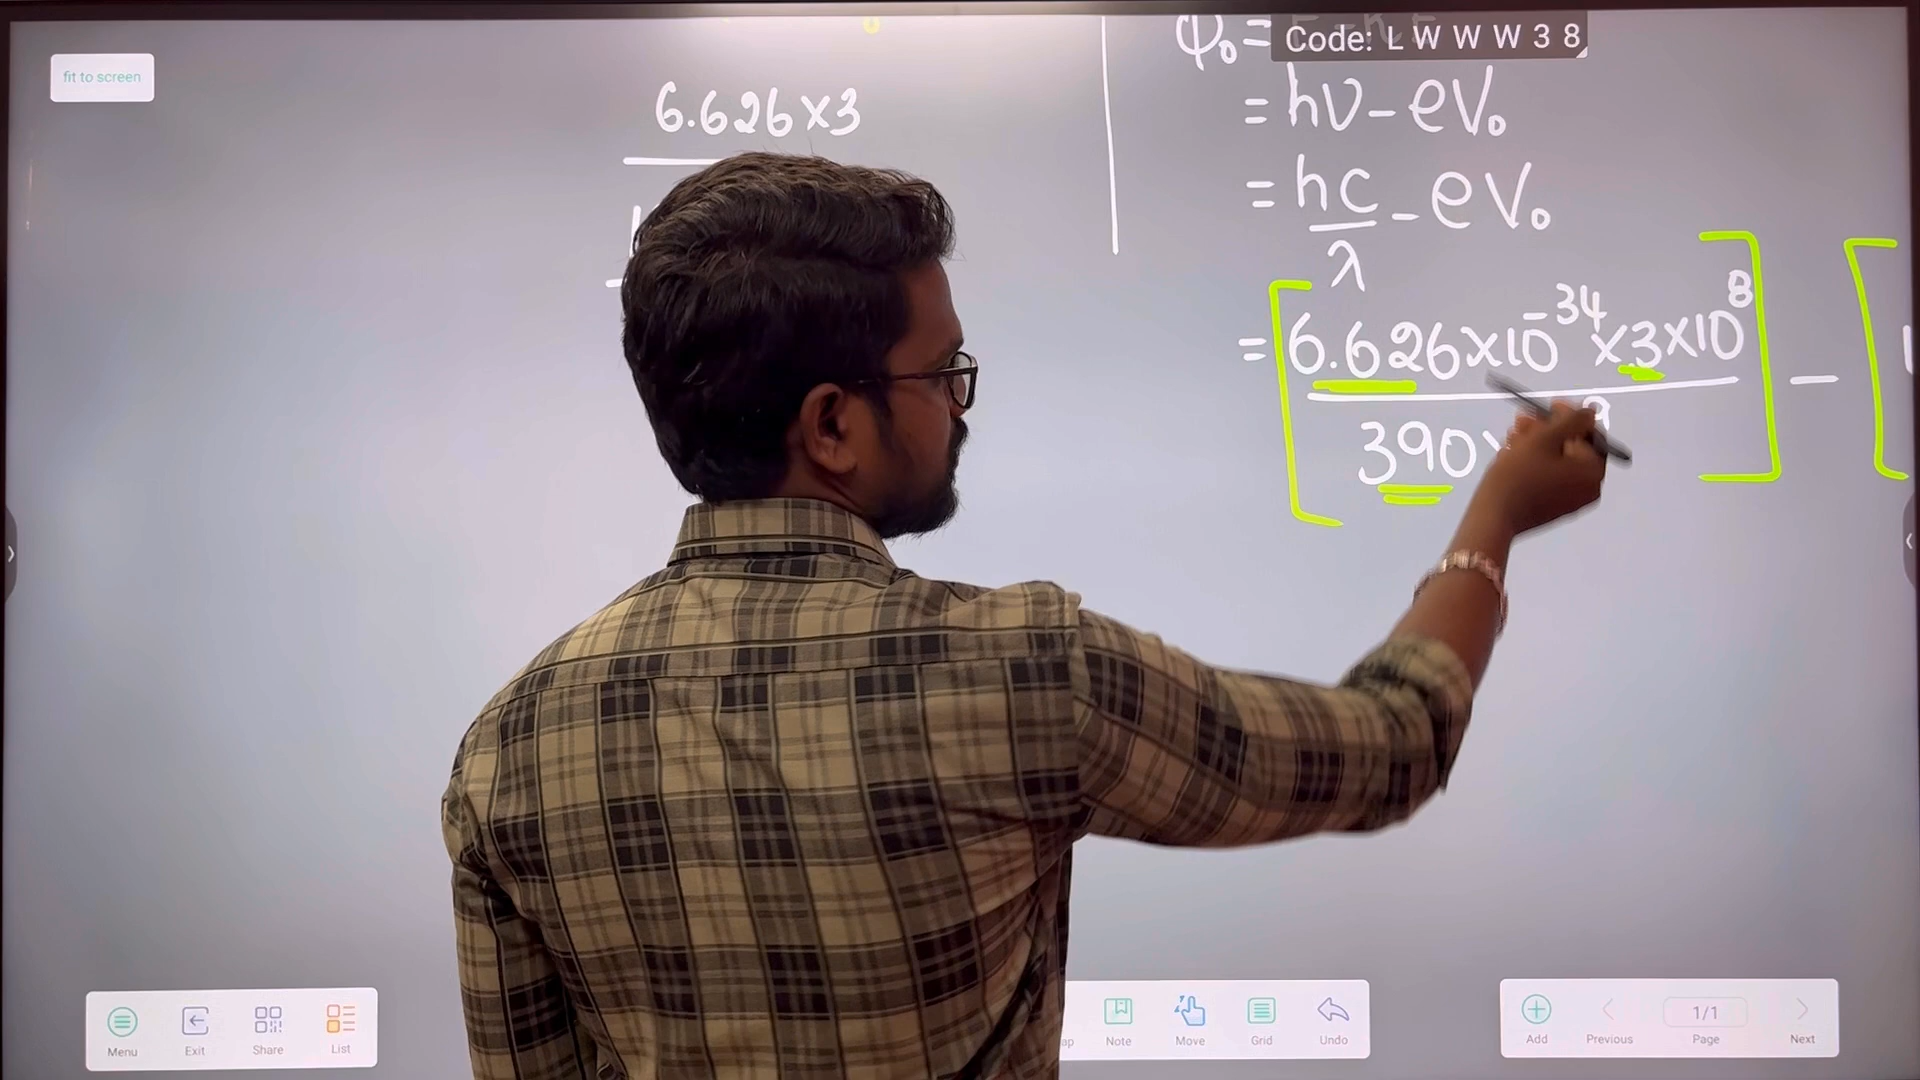 fit to screen
Code: L W W W 3 8
6.626×3
φ₀=
= hν-eV₀
= hc/λ - eV₀
= [6.626×10⁻³⁴×3×10⁸] - [
390
9
Menu Exit Share List
Note Move Grid Undo
Add Previous 1/1 Page Next